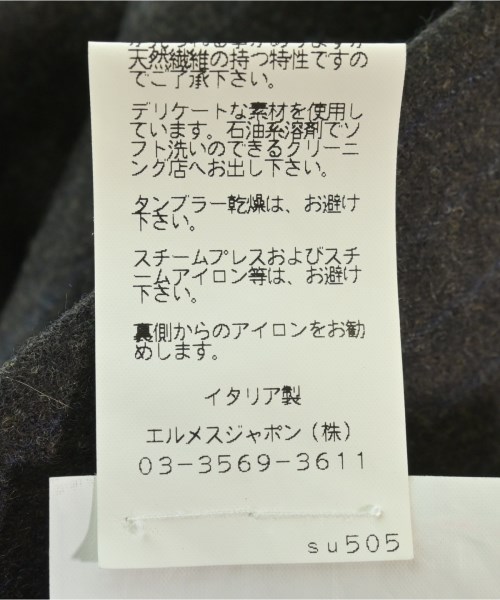 天然繊維の持つ特性ですの
でご了承下さい。
デリケートな素材を使用し
ています。石油系溶剤でソ
フト洗いのできるクリーニ
ング店へお出し下さい。
タンブラー乾燥は、お避け
下さい。
スチームプレスおよびスチ
ームアイロン等は、お避け
下さい。
裏側からのアイロンをお勧
めします。
イタリア製
エルメスジャポン(株)
03-3569-3611
su505